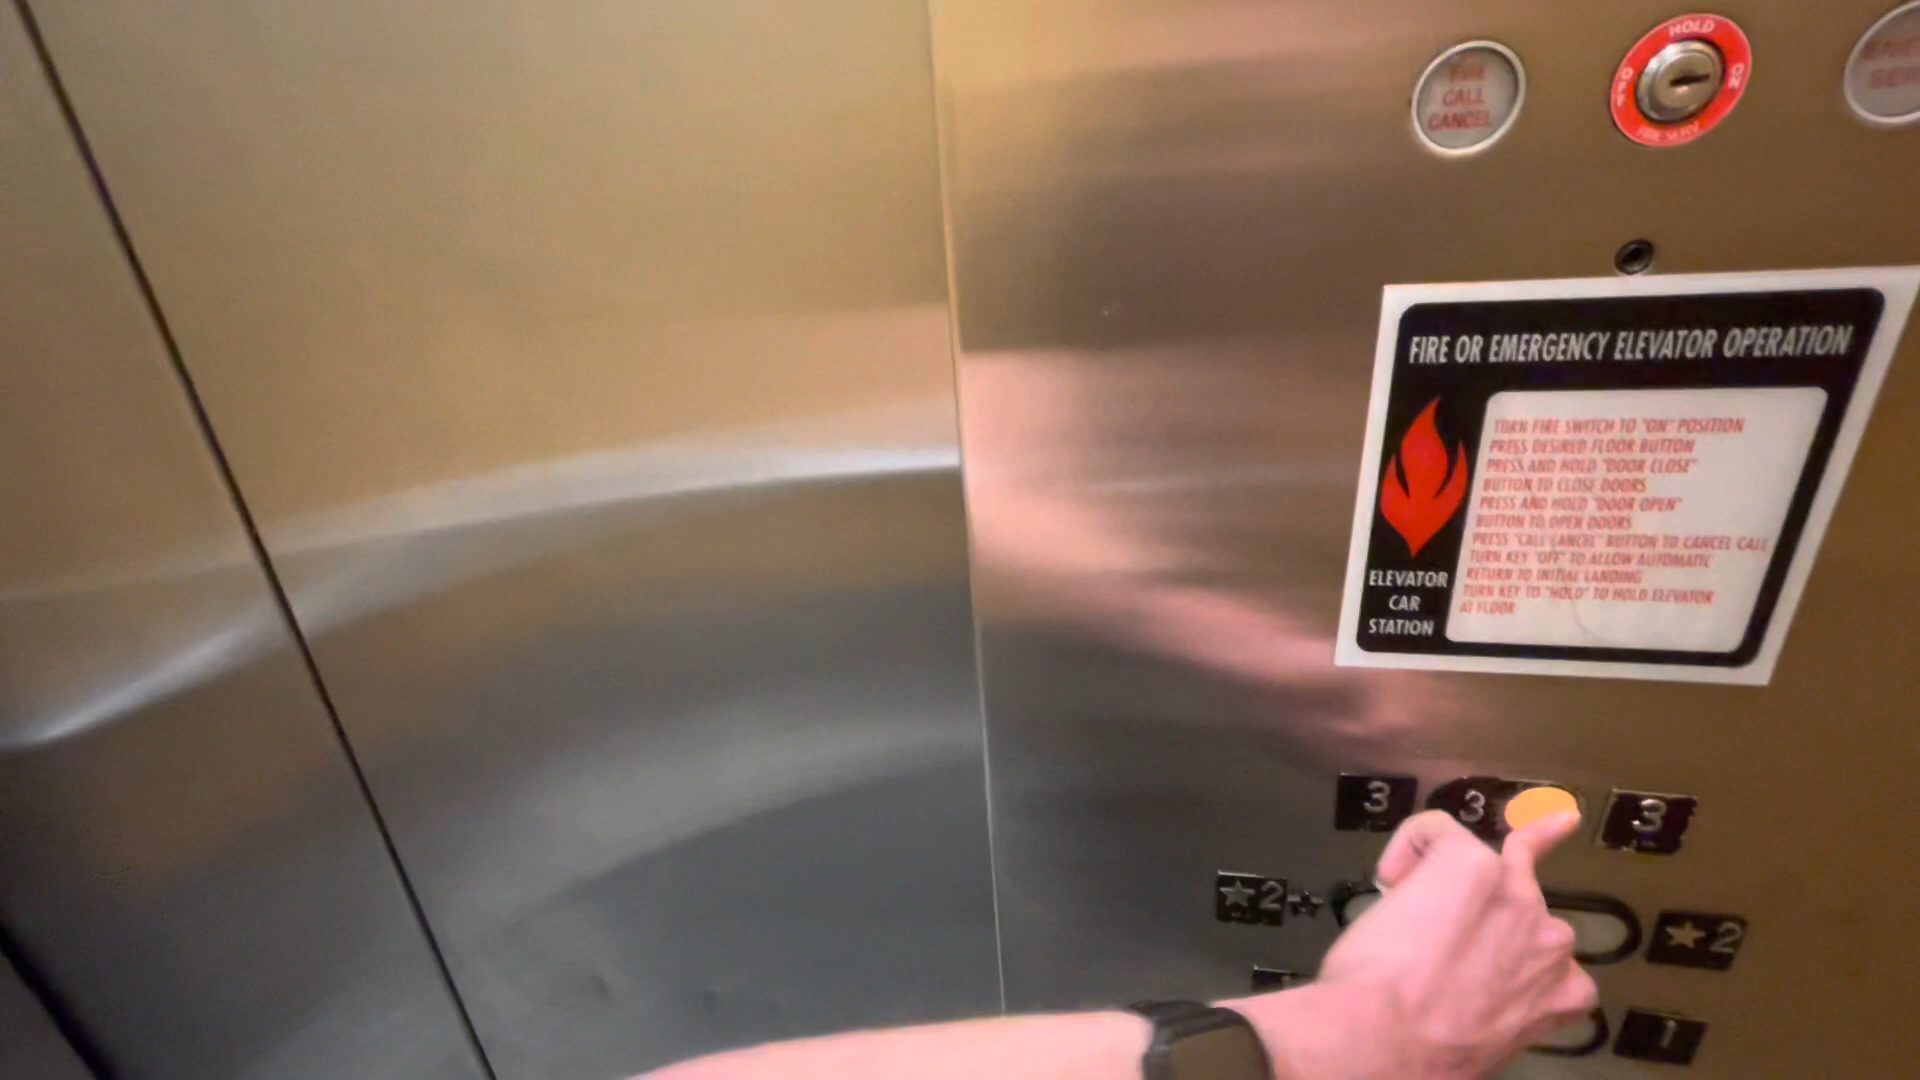 FIRE
CALL
CANCEL
HOLD
OFF
ON
FIRE SERV
FIRE OR EMERGENCY ELEVATOR OPERATION
TURN FIRE SWITCH TO "ON" POSITION
PRESS DESIRED FLOOR BUTTON
PRESS AND HOLD "DOOR CLOSE"
BUTTON TO CLOSE DOORS
PRESS AND HOLD "DOOR OPEN"
BUTTON TO OPEN DOORS
PRESS "CALL CANCEL" BUTTON TO CANCEL CALL
TURN KEY "OFF" TO ALLOW AUTOMATIC
RETURN TO INITIAL LANDING
TURN KEY TO "HOLD" TO HOLD ELEVATOR
AT FLOOR
ELEVATOR
CAR
STATION
3 3 3
★2 ★2
1